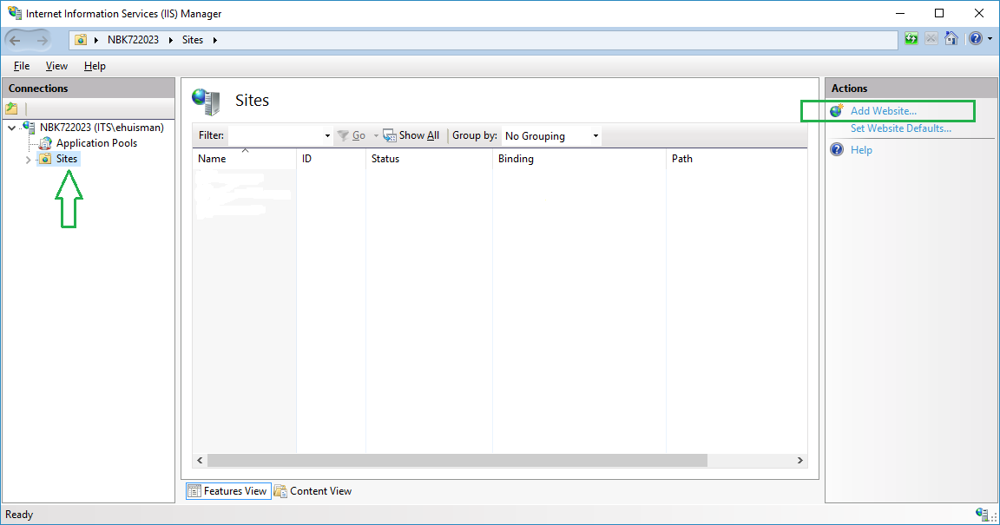 Internet Information Services (IIS) Manager
NBK722023 Sites
File View Help
Connections
NBK722023 (ITS\ehuisman)
Application Pools
Sites
Sites
Filter: Go Show All Group by: No Grouping
Name ID Status Binding Path
Features View Content View
Actions
Add Website...
Set Website Defaults...
Help
Ready